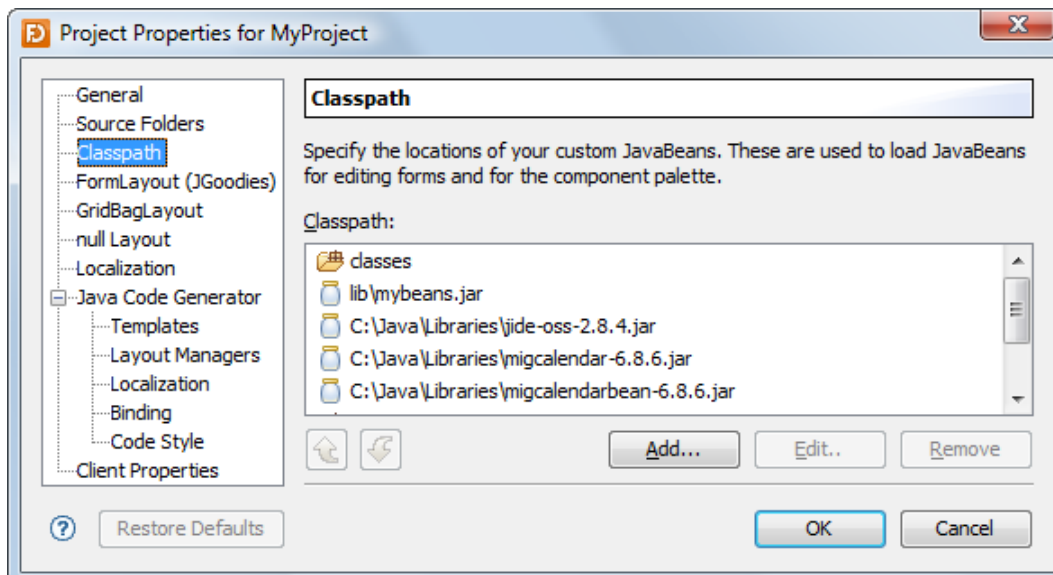 Project Properties for MyProject
General
Source Folders
Classpath
FormLayout (JGoodies)
GridBagLayout
null Layout
Localization
Java Code Generator
Templates
Layout Managers
Localization
Binding
Code Style
Client Properties
Classpath
Specify the locations of your custom JavaBeans. These are used to load JavaBeans
for editing forms and for the component palette.
Classpath:
classes
lib\mybeans.jar
C:\Java\Libraries\jide-oss-2.8.4.jar
C:\Java\Libraries\migcalendar-6.8.6.jar
C:\Java\Libraries\migcalendarbean-6.8.6.jar
Add... Edit.. Remove
? Restore Defaults OK Cancel